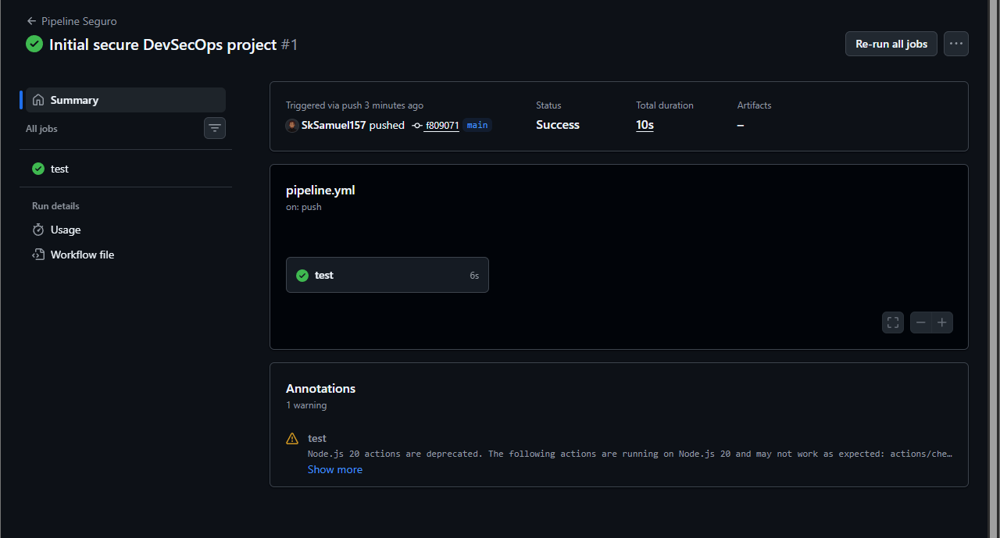 ← Pipeline Seguro
Initial secure DevSecOps project #1
Re-run all jobs
Summary
All jobs
test
Run details
Usage
Workflow file
Triggered via push 3 minutes ago
SkSamuel157 pushed f809071 main
Status
Success
Total duration
10s
Artifacts
–
pipeline.yml
on: push
test 6s
Annotations
1 warning
test
Node.js 20 actions are deprecated. The following actions are running on Node.js 20 and may not work as expected: actions/che…
Show more